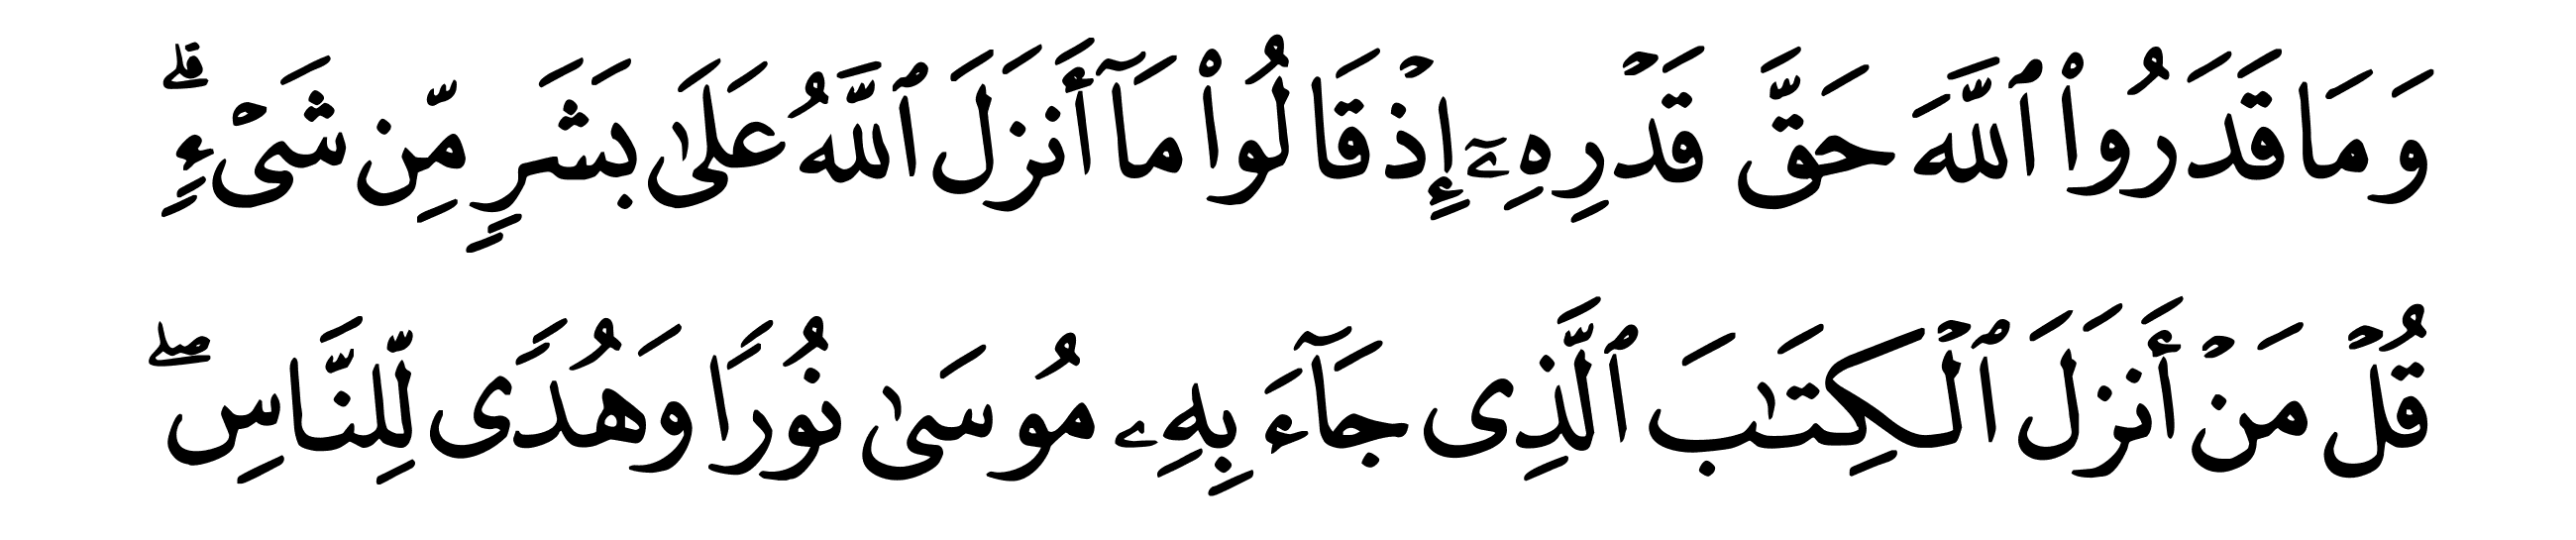 وَمَا قَدَرُوا۟ ٱللَّهَ حَقَّ قَدْرِهِۦٓ إِذْ قَالُوا۟ مَآ أَنزَلَ ٱللَّهُ عَلَىٰ بَشَرٍ مِّن شَىْءٍ ۗ
قُلْ مَنْ أَنزَلَ ٱلْكِتَـٰبَ ٱلَّذِى جَآءَ بِهِۦ مُوسَىٰ نُورًا وَهُدًى لِّلنَّاسِ ۖ